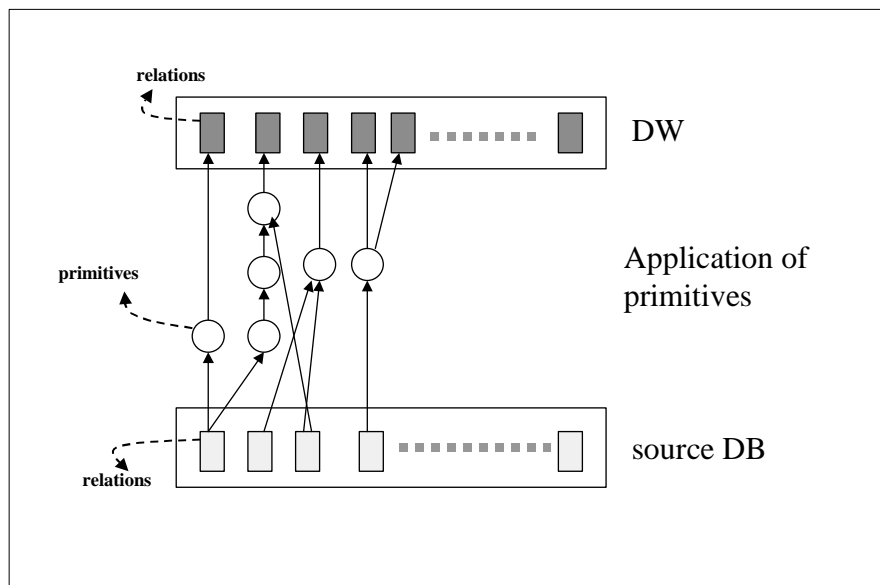 relations
DW
Application of
primitives
primitives
source DB
relations